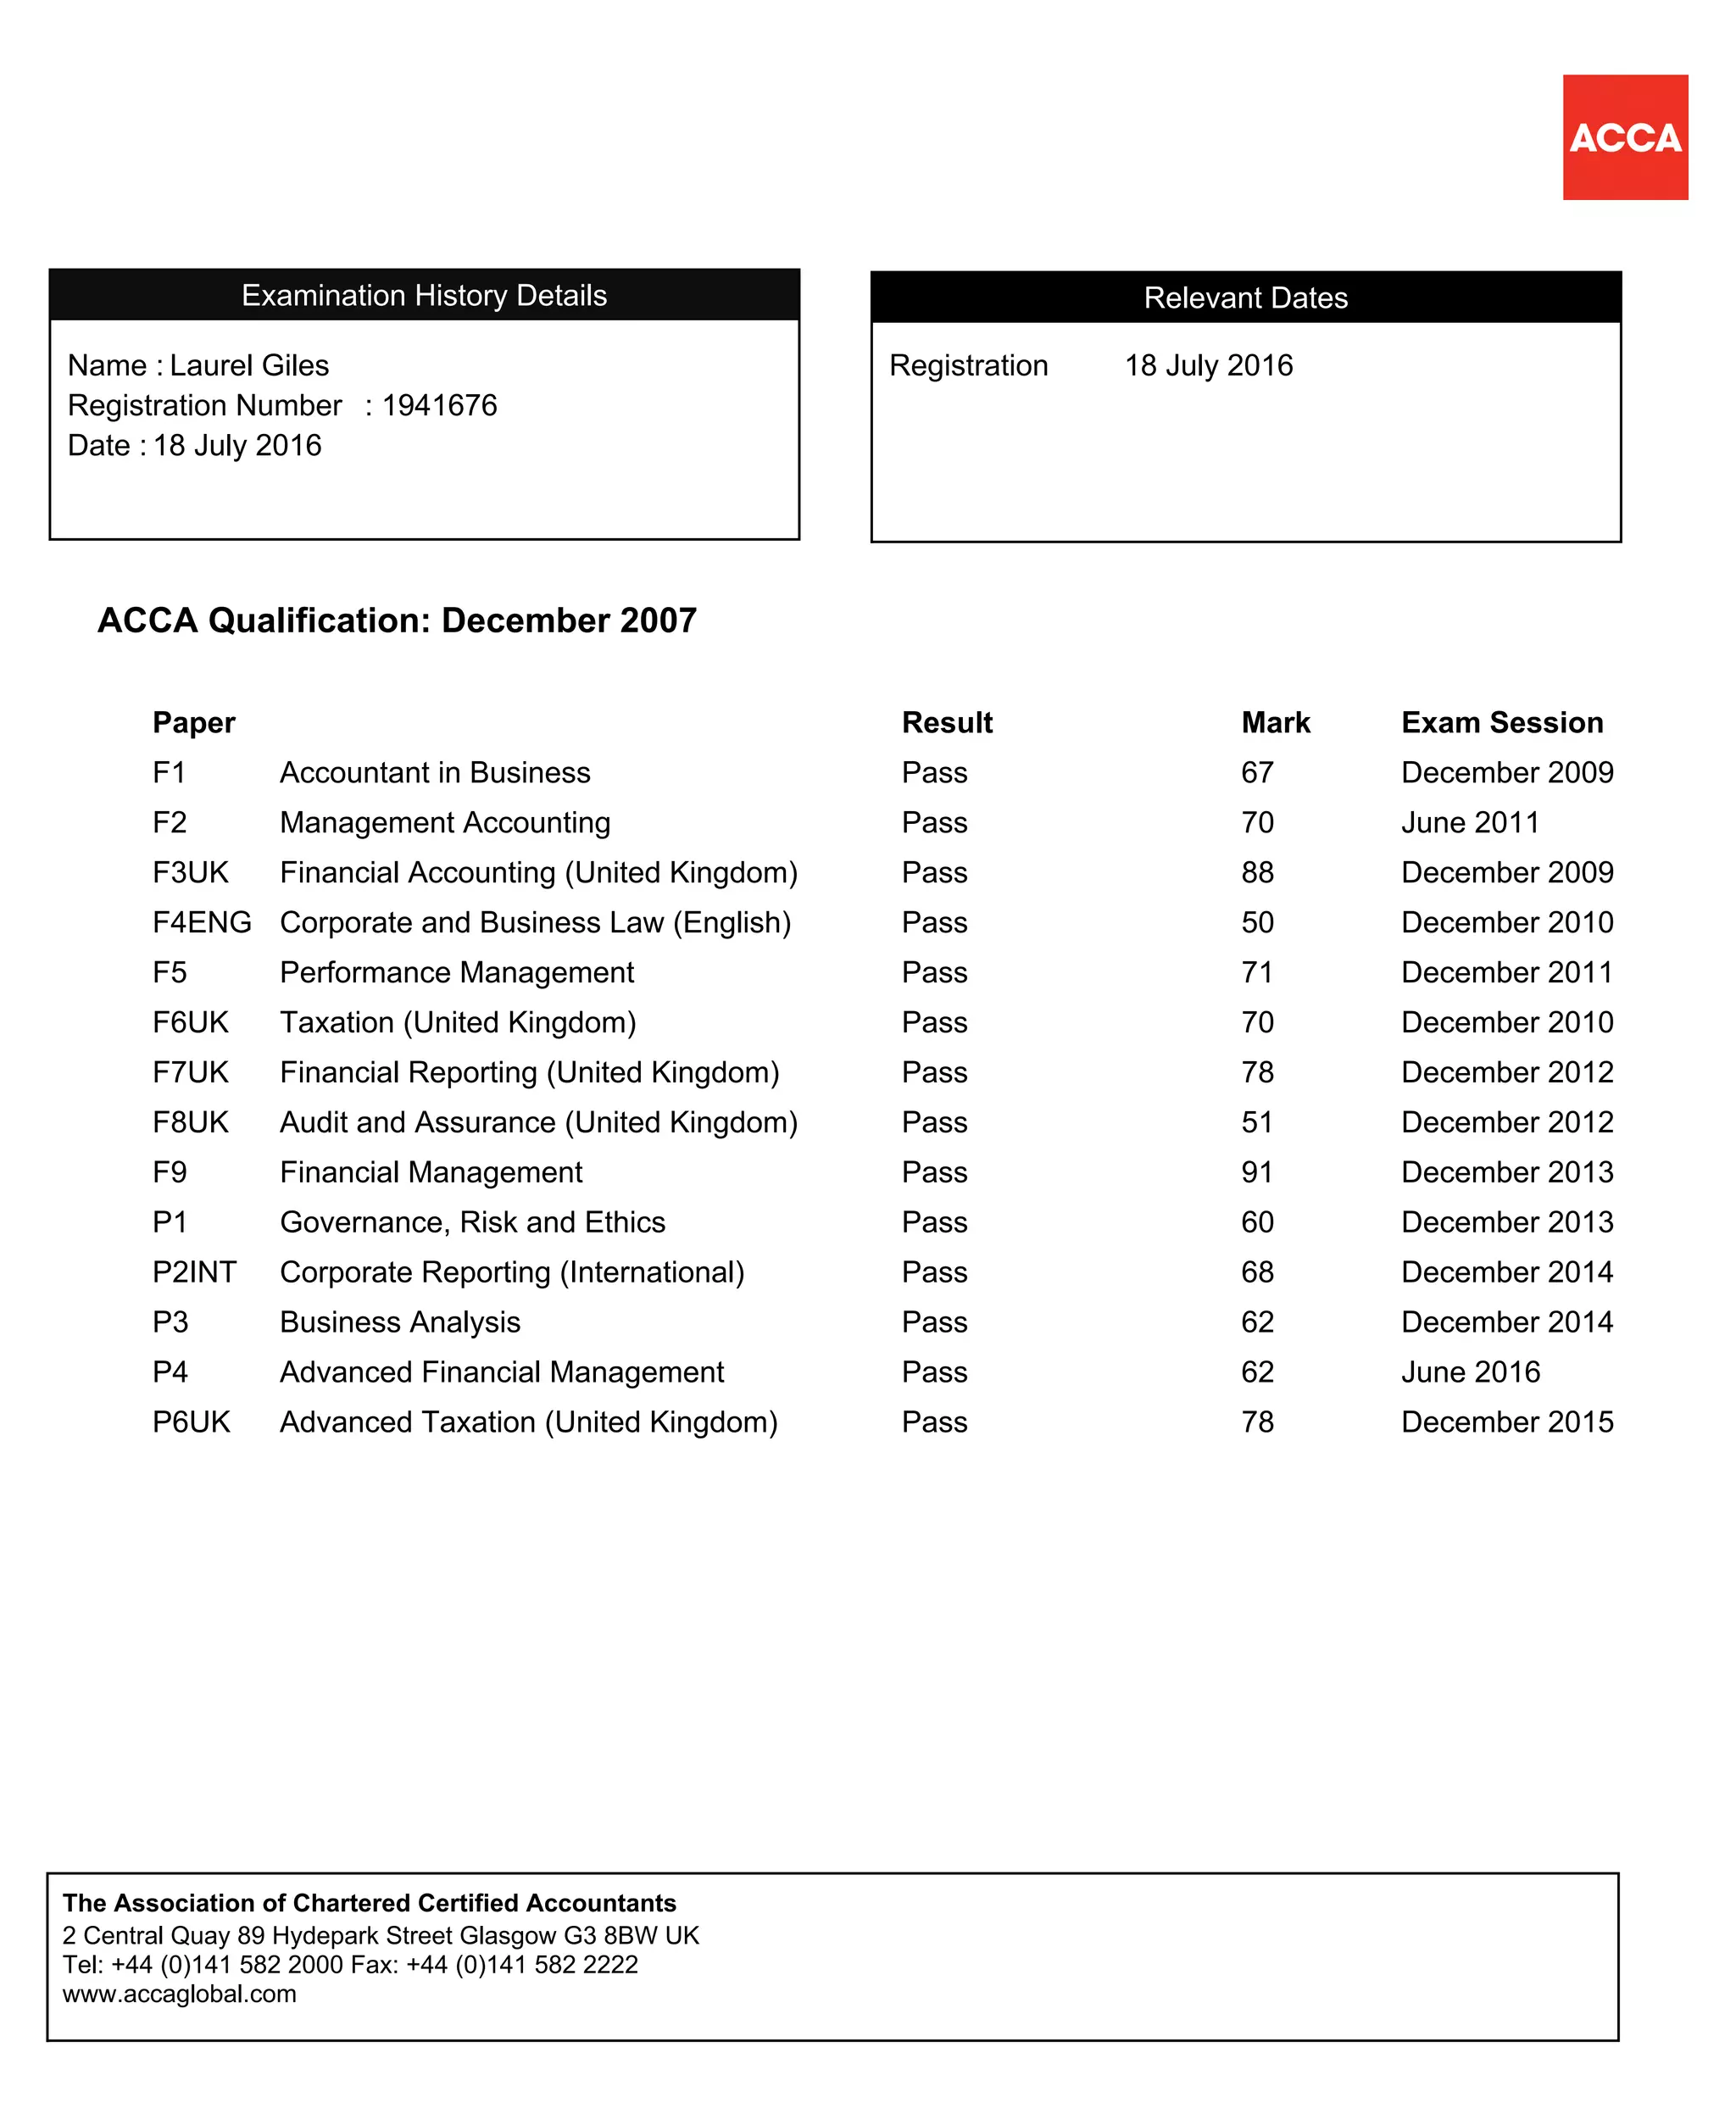 ACCA
Examination History Details
Name : Laurel Giles
Registration Number : 1941676
Date : 18 July 2016
Relevant Dates
Registration 18 July 2016
ACCA Qualification: December 2007
Paper Result Mark Exam Session
F1 Accountant in Business Pass 67 December 2009
F2 Management Accounting Pass 70 June 2011
F3UK Financial Accounting (United Kingdom) Pass 88 December 2009
F4ENG Corporate and Business Law (English) Pass 50 December 2010
F5 Performance Management Pass 71 December 2011
F6UK Taxation (United Kingdom) Pass 70 December 2010
F7UK Financial Reporting (United Kingdom) Pass 78 December 2012
F8UK Audit and Assurance (United Kingdom) Pass 51 December 2012
F9 Financial Management Pass 91 December 2013
P1 Governance, Risk and Ethics Pass 60 December 2013
P2INT Corporate Reporting (International) Pass 68 December 2014
P3 Business Analysis Pass 62 December 2014
P4 Advanced Financial Management Pass 62 June 2016
P6UK Advanced Taxation (United Kingdom) Pass 78 December 2015
The Association of Chartered Certified Accountants
2 Central Quay 89 Hydepark Street Glasgow G3 8BW UK
Tel: +44 (0)141 582 2000 Fax: +44 (0)141 582 2222
www.accaglobal.com